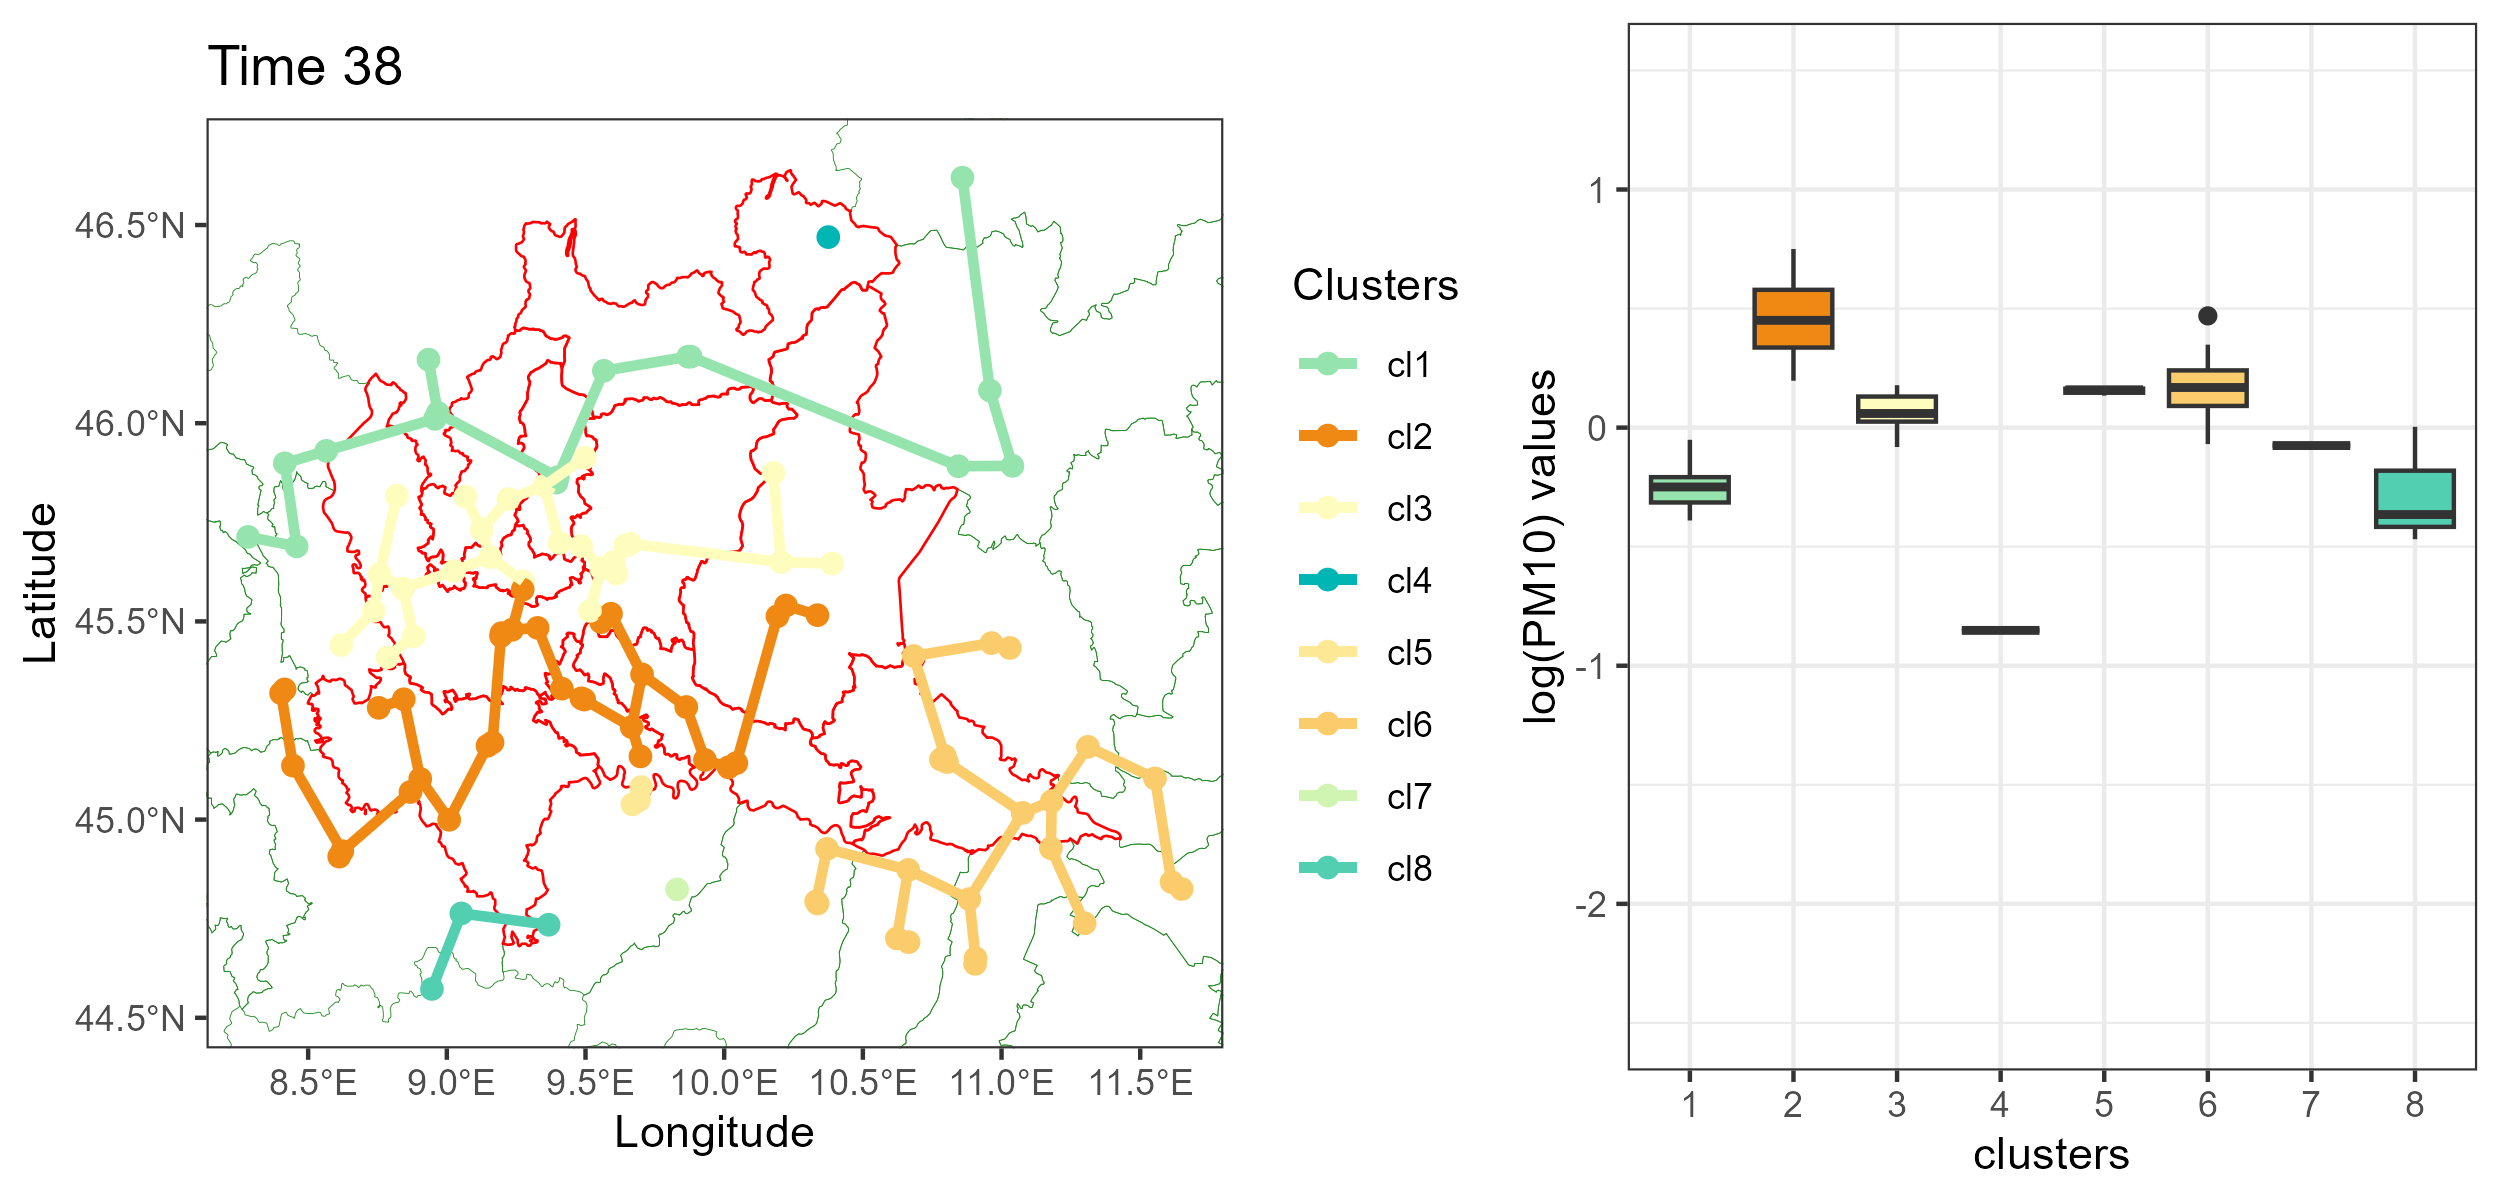 Time 38
Latitude
46.5°N
46.0°N
45.5°N
45.0°N
44.5°N
8.5°E 9.0°E 9.5°E 10.0°E 10.5°E 11.0°E 11.5°E
Longitude
Clusters
cl1
cl2
cl3
cl4
cl5
cl6
cl7
cl8
log(PM10) values
1
0
-1
-2
1 2 3 4 5 6 7 8
clusters